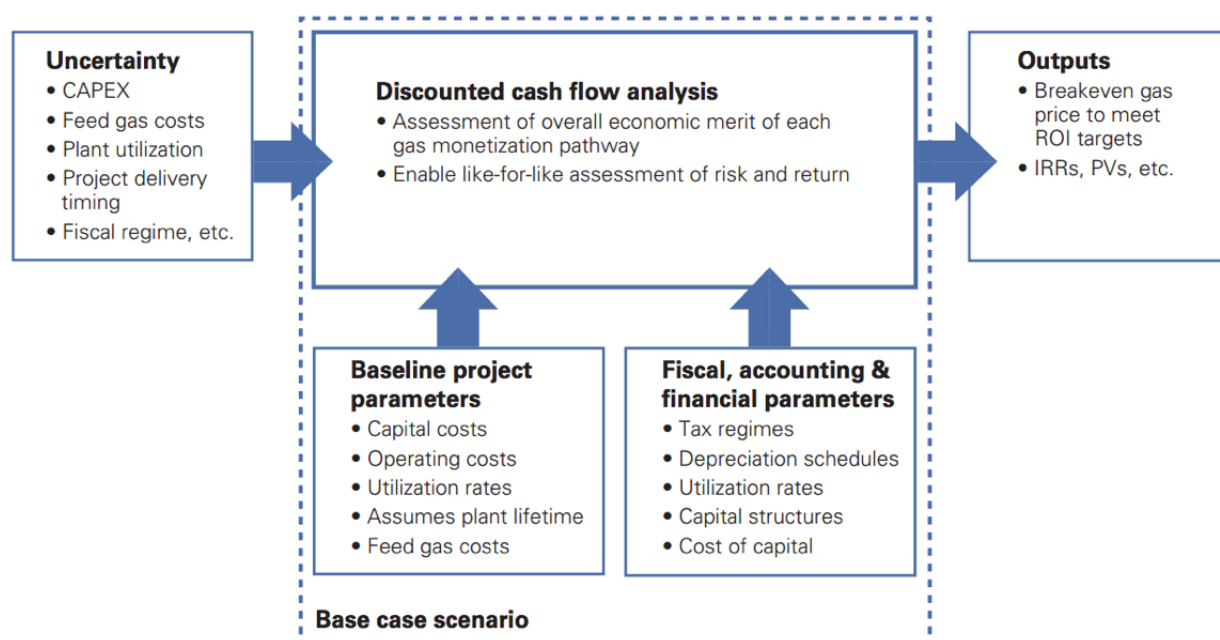 Uncertainty
• CAPEX
• Feed gas costs
• Plant utilization
• Project delivery
timing
• Fiscal regime, etc.
Discounted cash flow analysis
• Assessment of overall economic merit of each
gas monetization pathway
• Enable like-for-like assessment of risk and return
Outputs
• Breakeven gas
price to meet
ROI targets
• IRRs, PVs, etc.
Baseline project
parameters
• Capital costs
• Operating costs
• Utilization rates
• Assumes plant lifetime
• Feed gas costs
Fiscal, accounting &
financial parameters
• Tax regimes
• Depreciation schedules
• Utilization rates
• Capital structures
• Cost of capital
Base case scenario